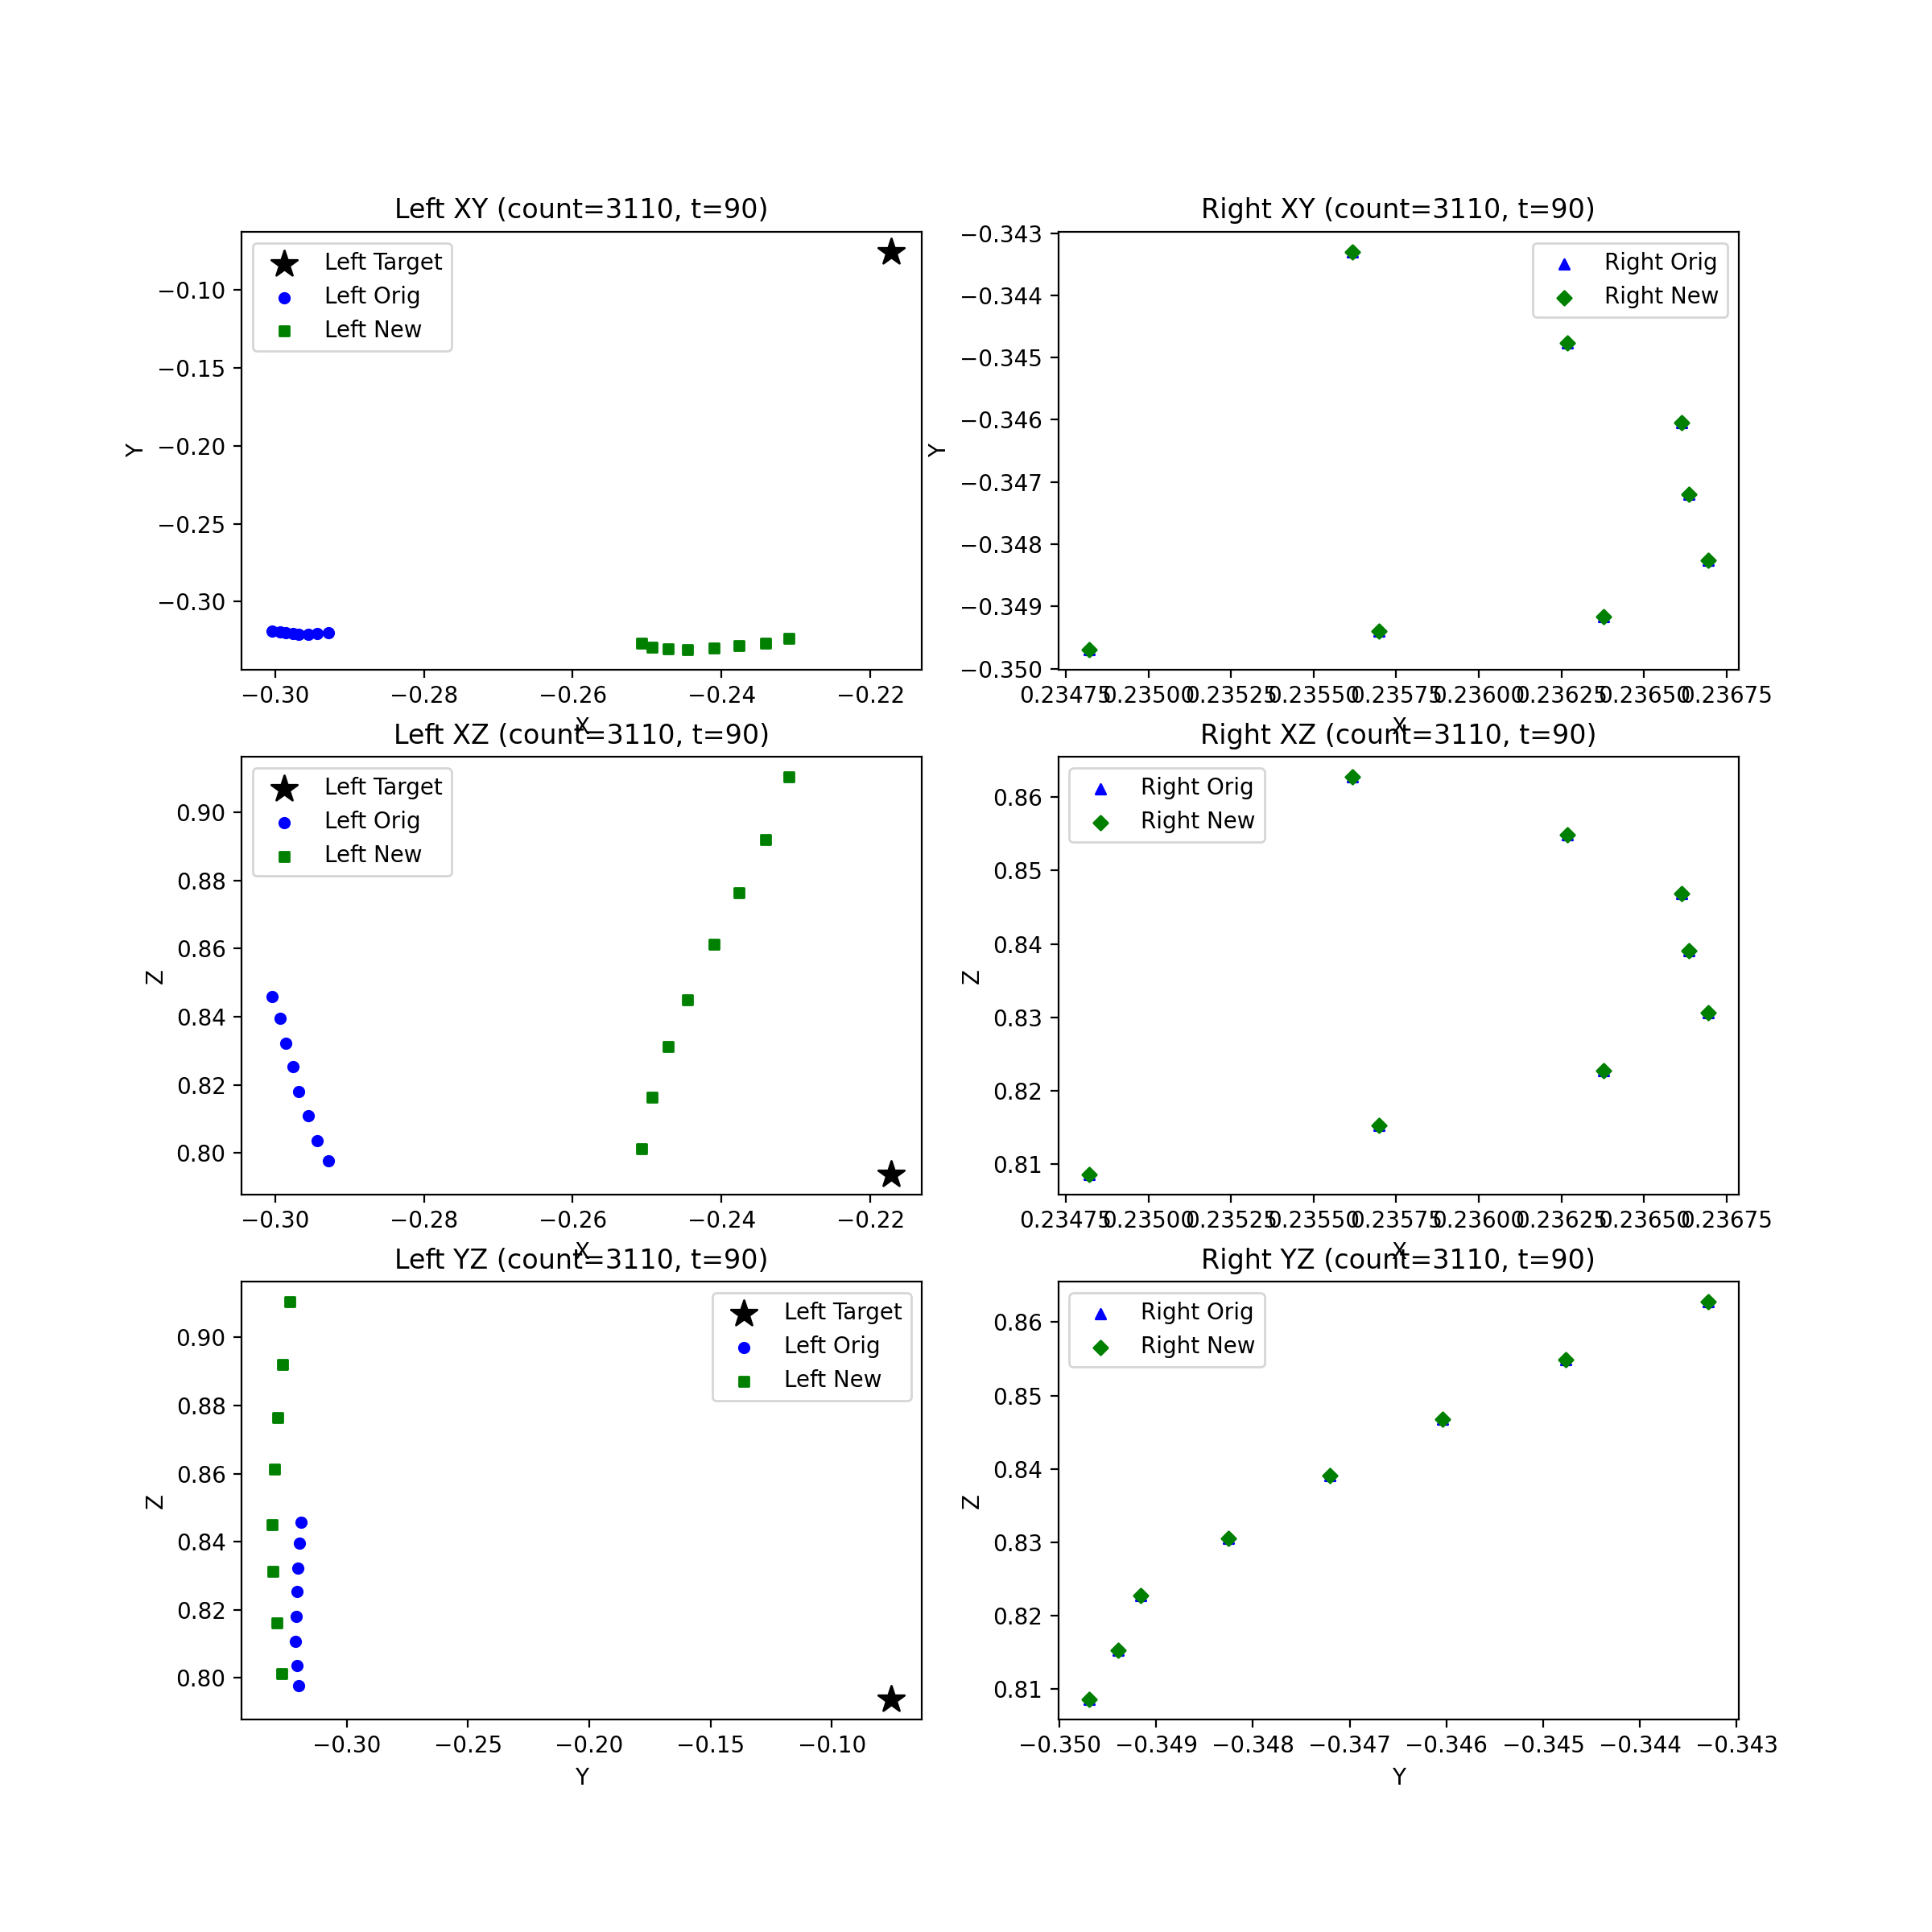 Left XY (count=3110, t=90)
Left Target
Left Orig
Left New
Y
−0.10
−0.15
−0.20
−0.25
−0.30
−0.30 −0.28 −0.26 −0.24 −0.22
X
Right XY (count=3110, t=90)
Right Orig
Right New
Y
−0.343
−0.344
−0.345
−0.346
−0.347
−0.348
−0.349
−0.350
0.23475 0.23500 0.23525 0.23550 0.23575 0.23600 0.23625 0.23650 0.23675
X
Left XZ (count=3110, t=90)
Left Target
Left Orig
Left New
Z
0.90
0.88
0.86
0.84
0.82
0.80
−0.30 −0.28 −0.26 −0.24 −0.22
X
Right XZ (count=3110, t=90)
Right Orig
Right New
Z
0.86
0.85
0.84
0.83
0.82
0.81
0.23475 0.23500 0.23525 0.23550 0.23575 0.23600 0.23625 0.23650 0.23675
X
Left YZ (count=3110, t=90)
Left Target
Left Orig
Left New
Z
0.90
0.88
0.86
0.84
0.82
0.80
−0.30 −0.25 −0.20 −0.15 −0.10
Y
Right YZ (count=3110, t=90)
Right Orig
Right New
Z
0.86
0.85
0.84
0.83
0.82
0.81
−0.350 −0.349 −0.348 −0.347 −0.346 −0.345 −0.344 −0.343
Y